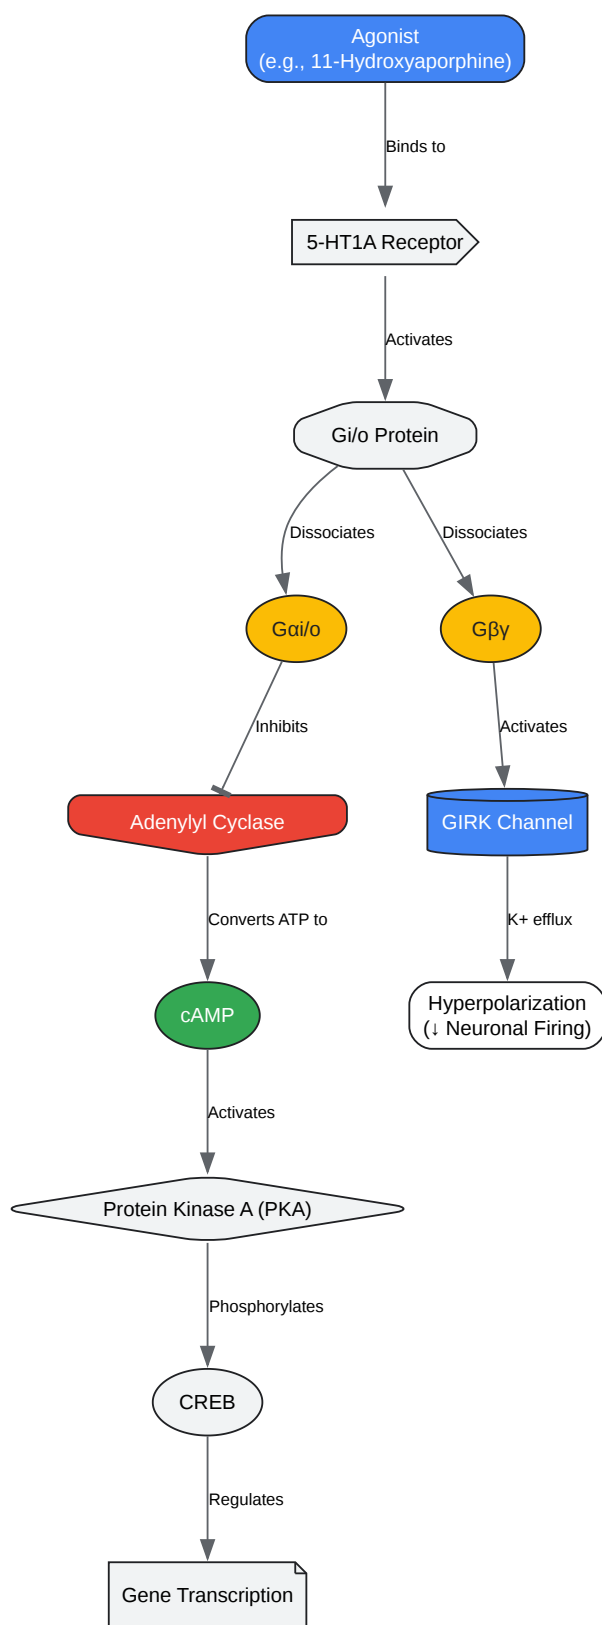 Agonist
(e.g., 11-Hydroxyaporphine)
Binds to
5-HT1A Receptor
Activates
Gi/o Protein
Dissociates
Dissociates
Gαi/o
Gβγ
Inhibits
Activates
Adenylyl Cyclase
GIRK Channel
Converts ATP to
K+ efflux
cAMP
Hyperpolarization
(↓ Neuronal Firing)
Activates
Protein Kinase A (PKA)
Phosphorylates
CREB
Regulates
Gene Transcription